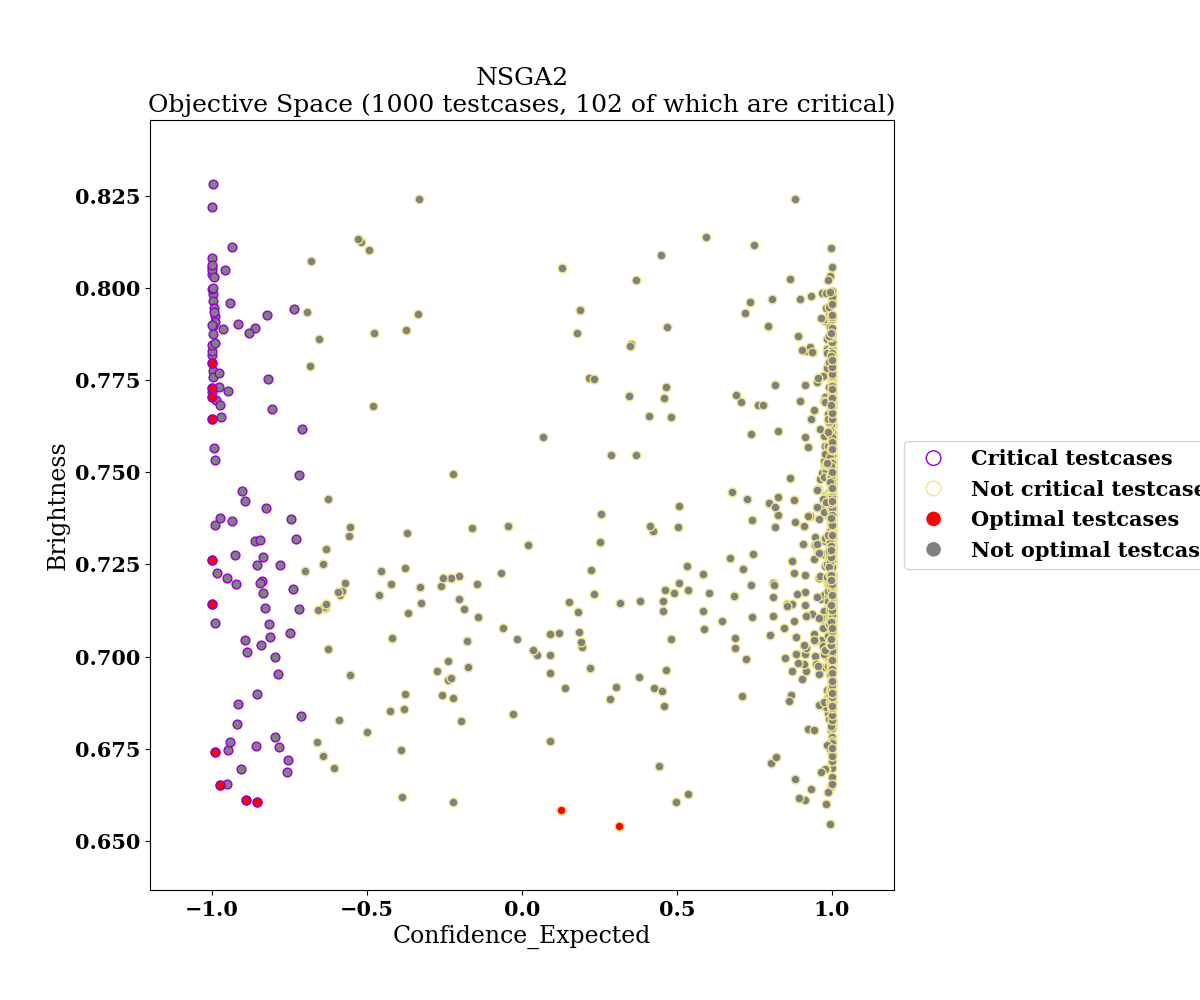 NSGA2
Objective Space (1000 testcases, 102 of which are critical)
Brightness
0.825
0.800
0.775
0.750
0.725
0.700
0.675
0.650
−1.0
−0.5
0.0
0.5
1.0
Confidence_Expected
Critical testcases
Not critical testcase
Optimal testcases
Not optimal testcas